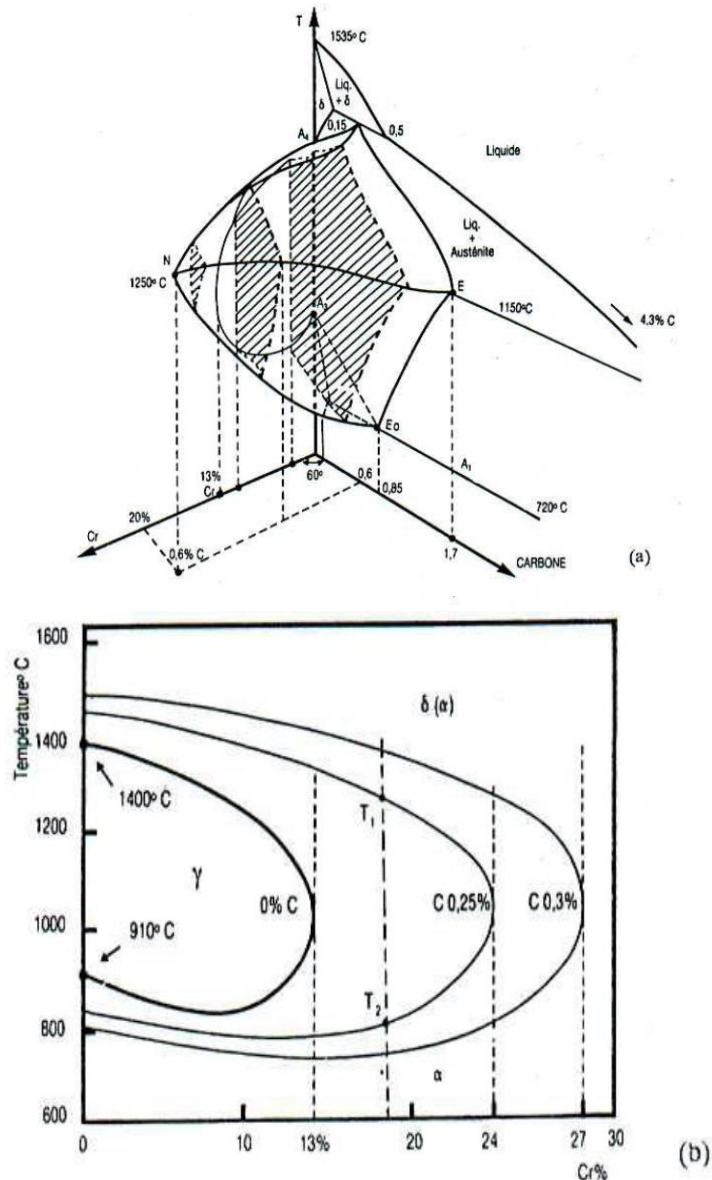 T
1535º C
Liq.
+ δ
δ
0,15
0,5
A₄
Liquide
Liq.
+
Austénite
N
1250º C
E
1150ºC
4,3% C
A₃
E₀
A₁
720º C
60º
0,6
0,85
13%
Cr
20%
Cr
0,6% C
1,7
CARBONE
(a)
Températureº C
1600
1400
1200
1000
800
600
δ (α)
1400º C
T₁
γ
0% C
C 0,25%
C 0,3%
910º C
T₂
α
0
10
13%
20
24
27
30
Cr%
(b)